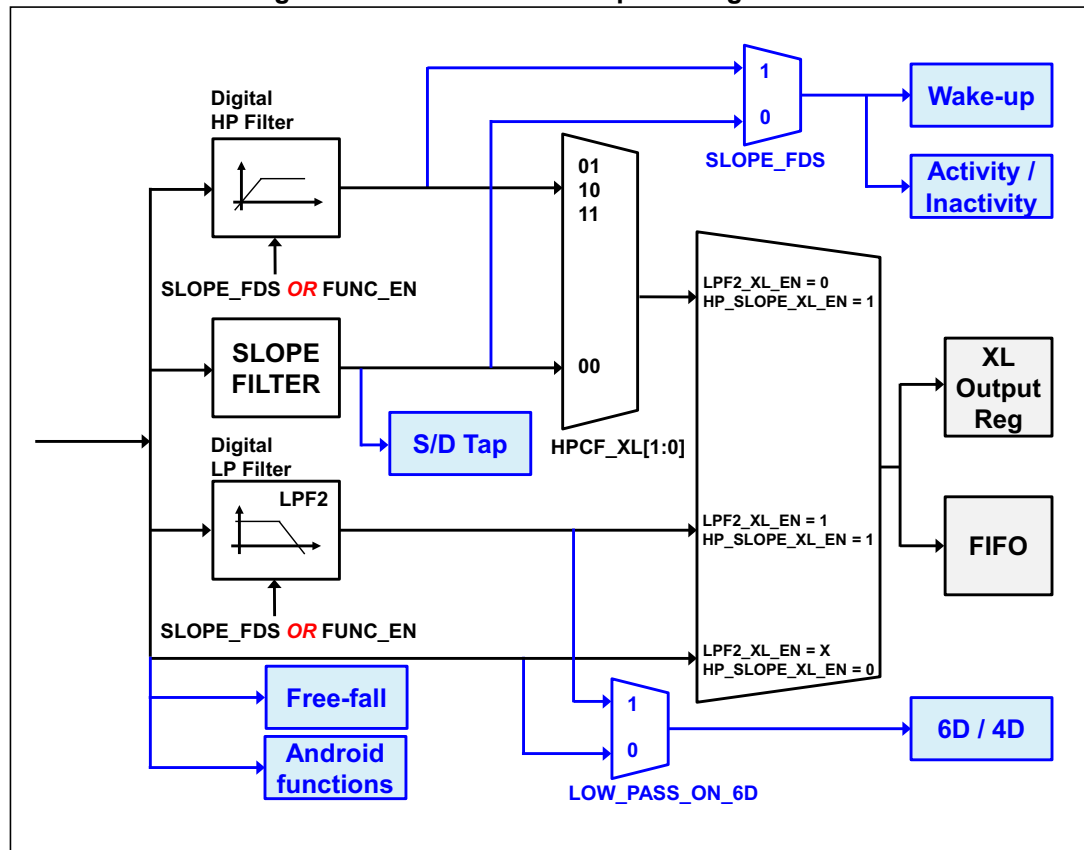 Digital
HP Filter
SLOPE_FDS OR FUNC_EN
SLOPE
FILTER
S/D Tap
Digital
LP Filter
LPF2
SLOPE_FDS OR FUNC_EN
Free-fall
Android
functions
01
10
11
00
HPCF_XL[1:0]
1
0
SLOPE_FDS
Wake-up
Activity /
Inactivity
LPF2_XL_EN = 0
HP_SLOPE_XL_EN = 1
LPF2_XL_EN = 1
HP_SLOPE_XL_EN = 1
LPF2_XL_EN = X
HP_SLOPE_XL_EN = 0
XL
Output
Reg
FIFO
1
0
LOW_PASS_ON_6D
6D / 4D